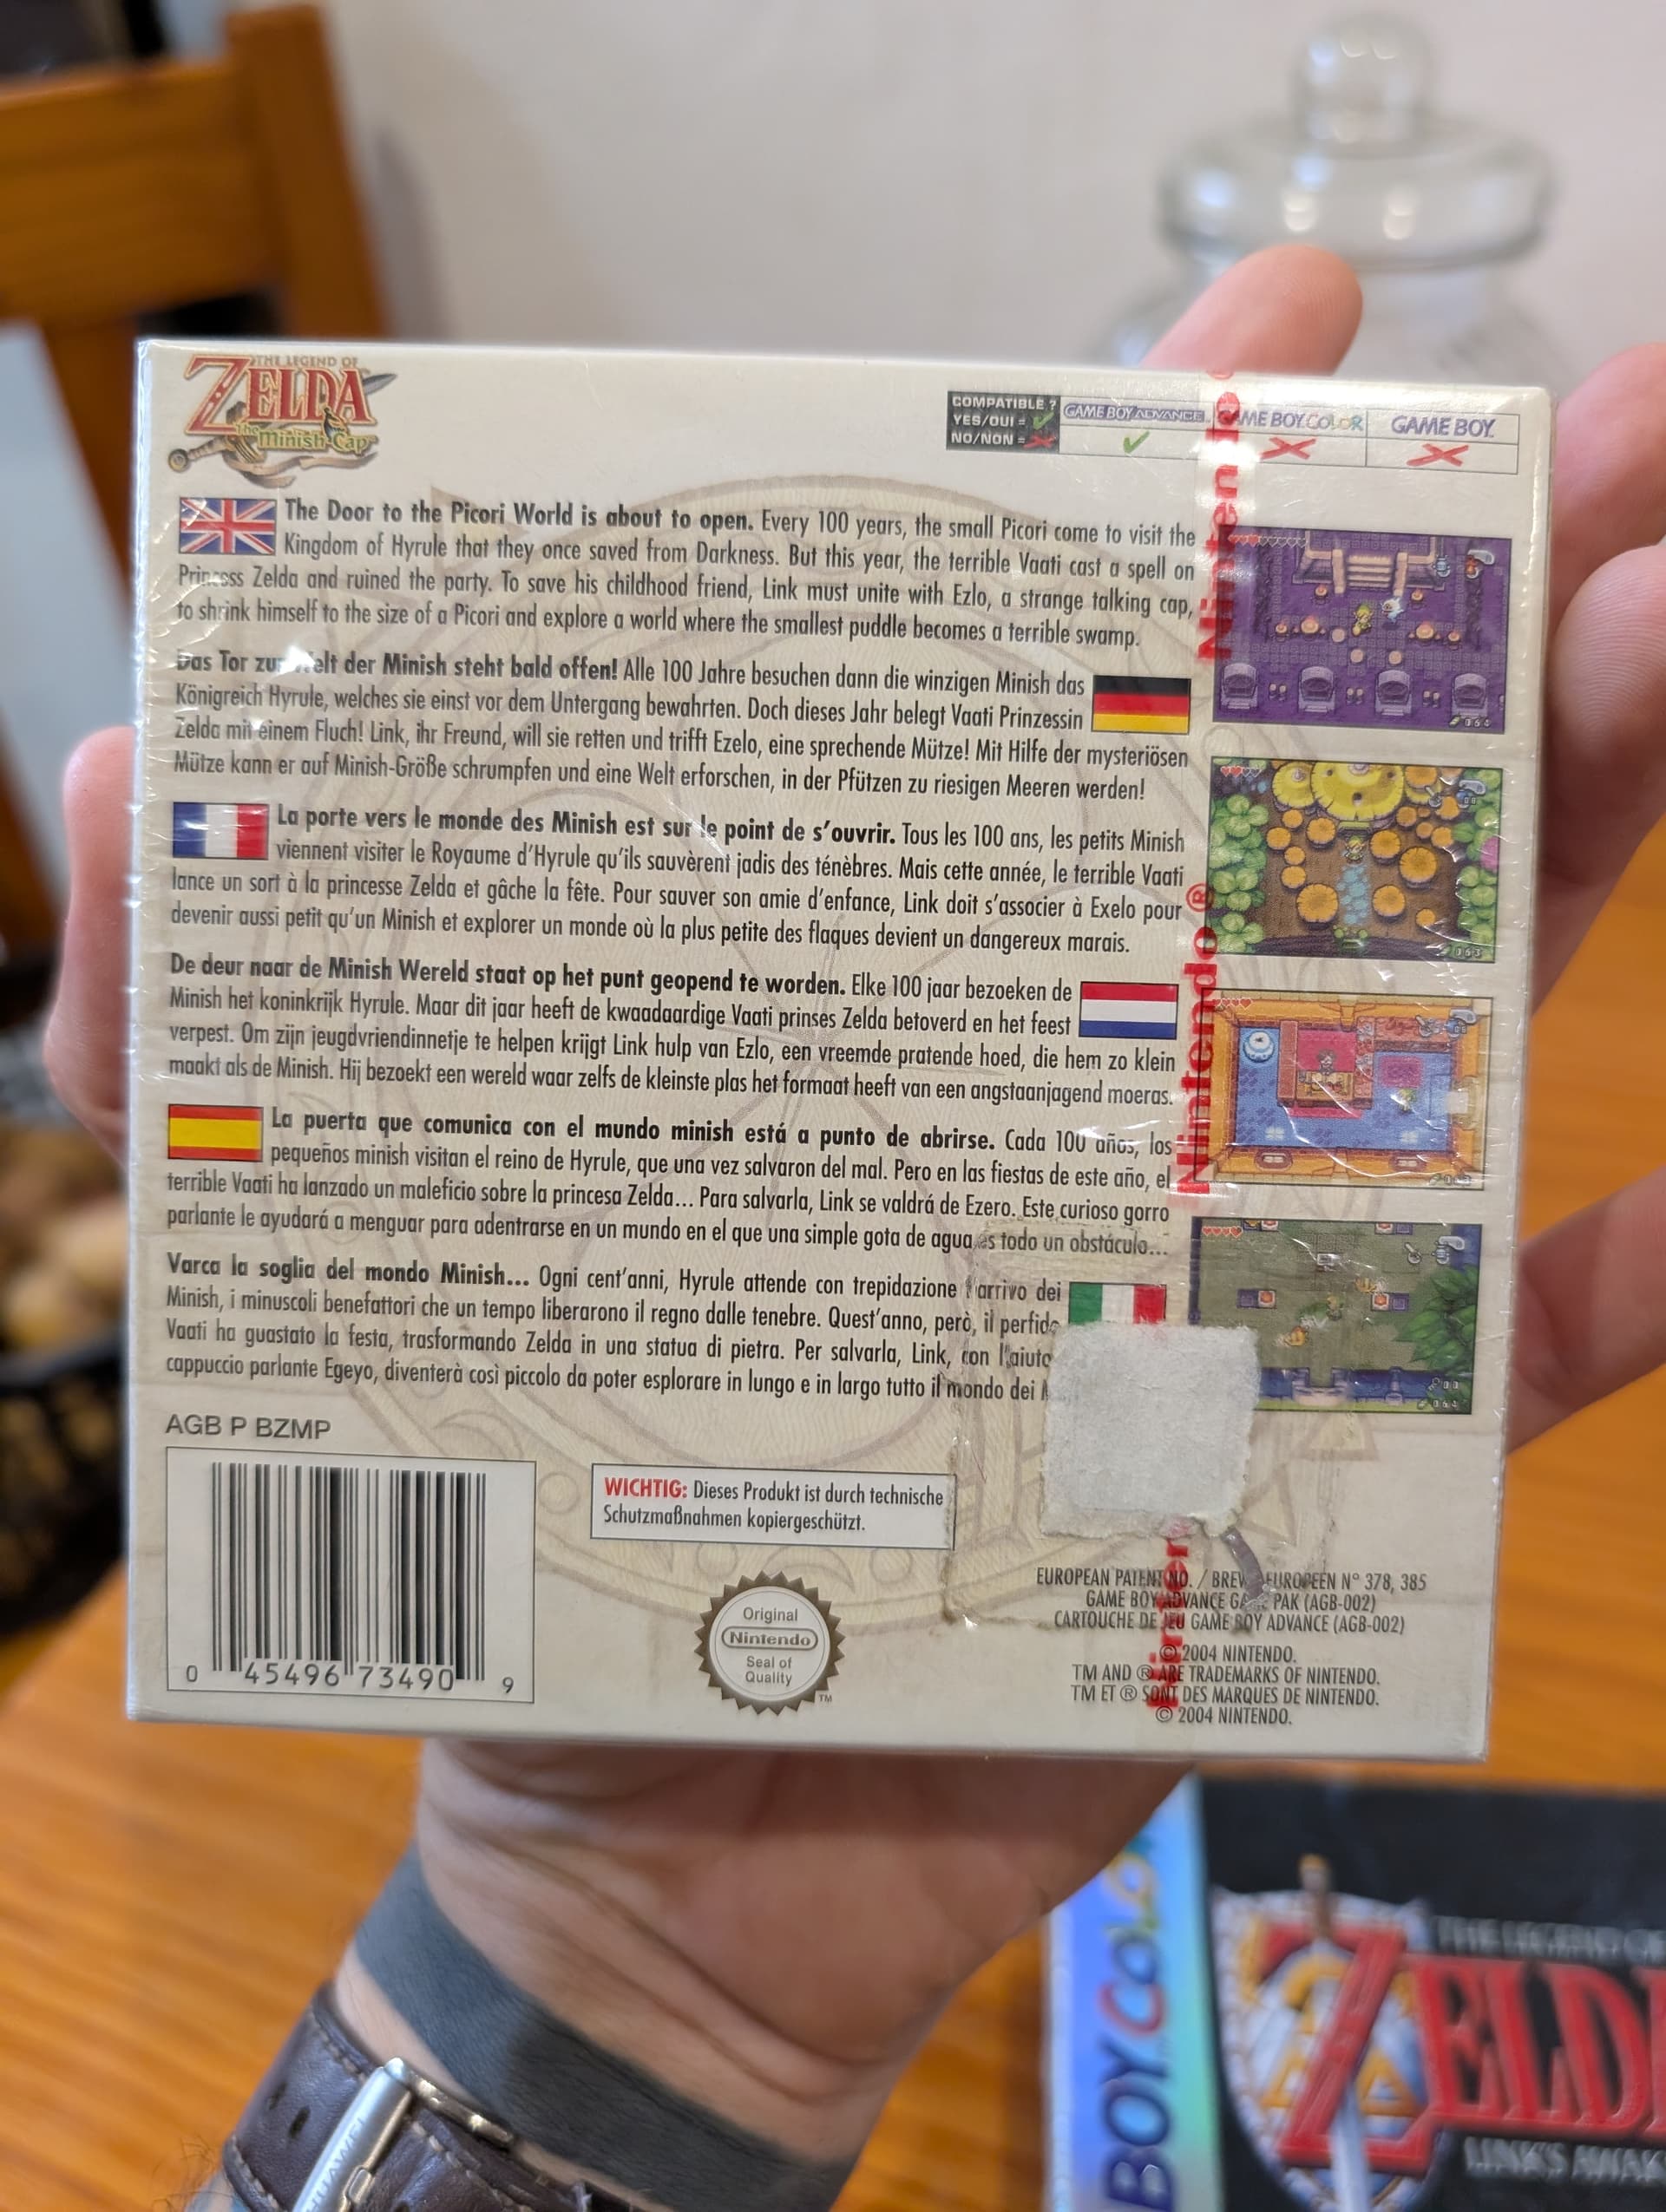 THE LEGEND OF
ZELDA
The Minish Cap
COMPATIBLE ?
YES/OUI =
NO/NON =
GAME BOY ADVANCE
GAME BOY COLOR
GAME BOY
The Door to the Picori World is about to open. Every 100 years, the small Picori come to visit the
Kingdom of Hyrule that they once saved from Darkness. But this year, the terrible Vaati cast a spell on
Princess Zelda and ruined the party. To save his childhood friend, Link must unite with Ezlo, a strange talking cap,
to shrink himself to the size of a Picori and explore a world where the smallest puddle becomes a terrible swamp.
Das Tor zur Welt der Minish steht bald offen! Alle 100 Jahre besuchen dann die winzigen Minish das
Königreich Hyrule, welches sie einst vor dem Untergang bewahrten. Doch dieses Jahr belegt Vaati Prinzessin
Zelda mit einem Fluch! Link, ihr Freund, will sie retten und trifft Ezelo, eine sprechende Mütze! Mit Hilfe der mysteriösen
Mütze kann er auf Minish-Größe schrumpfen und eine Welt erforschen, in der Pfützen zu riesigen Meeren werden!
La porte vers le monde des Minish est sur le point de s'ouvrir. Tous les 100 ans, les petits Minish
viennent visiter le Royaume d'Hyrule qu'ils sauvèrent jadis des ténèbres. Mais cette année, le terrible Vaati
lance un sort à la princesse Zelda et gâche la fête. Pour sauver son amie d'enfance, Link doit s'associer à Exelo pour
devenir aussi petit qu'un Minish et explorer un monde où la plus petite des flaques devient un dangereux marais.
De deur naar de Minish Wereld staat op het punt geopend te worden. Elke 100 jaar bezoeken de
Minish het koninkrijk Hyrule. Maar dit jaar heeft de kwaadaardige Vaati prinses Zelda betoverd en het feest
verpest. Om zijn jeugdvriendinnetje te helpen krijgt Link hulp van Ezlo, een vreemde pratende hoed, die hem zo klein
maakt als de Minish. Hij bezoekt een wereld waar zelfs de kleinste plas het formaat heeft van een angstaanjagend moeras.
La puerta que comunica con el mundo minish está a punto de abrirse. Cada 100 años, los
pequeños minish visitan el reino de Hyrule, que una vez salvaron del mal. Pero en las fiestas de este año, el
terrible Vaati ha lanzado un maleficio sobre la princesa Zelda... Para salvarla, Link se valdrá de Ezero. Este curioso gorro
parlante le ayudará a menguar para adentrarse en un mundo en el que una simple gota de agua es todo un obstáculo...
Varca la soglia del mondo Minish... Ogni cent'anni, Hyrule attende con trepidazione l'arrivo dei
Minish, i minuscoli benefattori che un tempo liberarono il regno dalle tenebre. Quest'anno, però, il perfido
Vaati ha guastato la festa, trasformando Zelda in una statua di pietra. Per salvarla, Link, con l'aiuto
cappuccio parlante Egeyo, diventerà così piccolo da poter esplorare in lungo e in largo tutto il mondo dei
Nintendo®
AGB P BZMP
0 45496 73490 9
WICHTIG: Dieses Produkt ist durch technische
Schutzmaßnahmen kopiergeschützt.
Original
Nintendo
Seal of
Quality
TM
EUROPEAN PATENT NO. / BREVET EUROPÉEN N° 378, 385
GAME BOY ADVANCE GAME PAK (AGB-002)
CARTOUCHE DE JEU GAME BOY ADVANCE (AGB-002)
© 2004 NINTENDO.
TM AND ® ARE TRADEMARKS OF NINTENDO.
TM ET ® SONT DES MARQUES DE NINTENDO.
© 2004 NINTENDO.
BOY COLOR
THE LEGEND OF
ZELD
LINK'S AWAK
HUAWEI